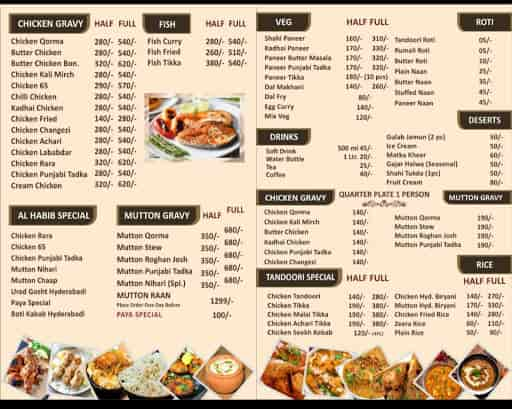 CHICKEN GRAVY HALF FULL
Chicken Qorma 280/- 540/-
Butter Chicken 280/- 540/-
Butter Chicken Bon. 320/- 620/-
Chicken Kali Mirch 280/- 540/-
Chicken 65 290/- 570/-
Chilli Chicken 280/- 540/-
Kadhai Chicken 280/- 540/-
Chicken Fried 140/- 280/-
Chicken Changezi 280/- 540/-
Chicken Achari 280/- 540/-
Chicken Lababdar 280/- 540/-
Chicken Rara 320/- 620/-
Chicken Punjabi Tadka 280/- 540/-
Cream Chicken 320/- 620/-
FISH HALF FULL
Fish Curry 280/- 540/-
Fish Fried 260/- 510/-
Fish Tikka 380/- 540/-
AL HABIB SPECIAL
Chicken Rara
Chicken 65
Chicken Punjabi Tadka
Mutton Nihari
Mutton Chaap
Urad Gosht Hyderabadi
Paya Special
Boti Kabab Hyderabadi
MUTTON GRAVY HALF FULL
Mutton Qorma 350/- 680/-
Mutton Stew 350/- 680/-
Mutton Roghan Josh 350/- 680/-
Mutton Punjabi Tadka 350/- 680/-
Mutton Nihari (Spl.) 350/- 680/-
MUTTON RAAN 1299/-
Place Order One Day Before
PAYA SPECIAL 100/-
VEG HALF FULL
Shahi Paneer 160/- 310/-
Kadhai Paneer 170/- 330/-
Paneer Butter Masala 170/- 320/-
Paneer Punjabi Tadka 170/- 320/-
Paneer Tikka 180/- (10 pcs)
Dal Makhani 140/- 260/-
Dal Fry 80/-
Egg Curry 140/-
Mix Veg 120/-
ROTI
Tandoori Roti 05/-
Rumali Roti 05/-
Butter Roti 10/-
Plain Naan 25/-
Butter Naan 35/-
Stuffed Naan 45/-
Paneer Naan 45/-
DRINKS
Soft Drink 500 ml 45/-
Water Bottle 1 Lit. 20/-
Tea 25/-
Coffee 40/-
DESERTS
Gulab Jamun (2 pc) 50/-
Ice Cream 50/-
Matka Kheer 60/-
Gajar Halwa (Seasonal) 50/-
Shahi Tukda (1pc) 50/-
Fruit Cream 80/-
CHICKEN GRAVY QUARTER PLATE 1 PERSON MUTTON GRAVY
Chicken Qorma 140/-
Chicken Kali Mirch 140/-
Butter Chicken 140/-
Kadhai Chicken 140/-
Chicken Punjabi Tadka 140/-
Chicken Changezi 140/-
Mutton Qorma 190/-
Mutton Stew 190/-
Mutton Roghan Josh 190/-
Mutton Punjabi Tadka 190/-
TANDOORI SPECIAL HALF FULL
Chicken Tandoori 140/- 280/-
Chicken Tikka 190/- 380/-
Chicken Malai Tikka 190/- 380/-
Chicken Achari Tikka 190/- 380/-
Chicken Seekh Kebab 120/-
RICE
HALF FULL
Chicken Hyd. Biryani 140/- 270/-
Mutton Hyd. Biryani 170/- 330/-
Chicken Fried Rice 140/- 280/-
Zeera Rice 60/- 110/-
Plain Rice 50/- 90/-